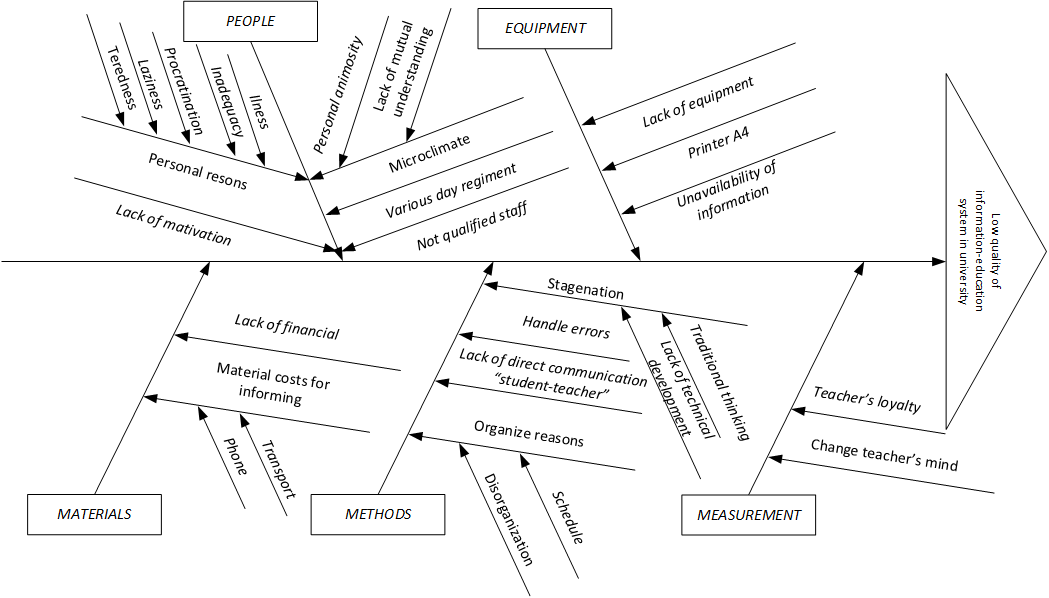 PEOPLE
EQUIPMENT
Teredness
Laziness
Procratination
Inadequacy
Ilness
Personal animosity
Lack of mutual
understanding
Personal resons
Microclimate
Various day regiment
Lack of mativation
Not qualified staff
Lack of equipment
Printer A4
Unavailability of
information
Low quality of
information-education
system in university
Lack of financial
Material costs for
informing
Phone
Transport
MATERIALS
Stagenation
Handle errors
Lack of direct communication
“student-teacher”
Organize reasons
Traditional thinking
Lack of technical
development
Disorganization
Schedule
METHODS
Teacher’s loyalty
Change teacher’s mind
MEASUREMENT